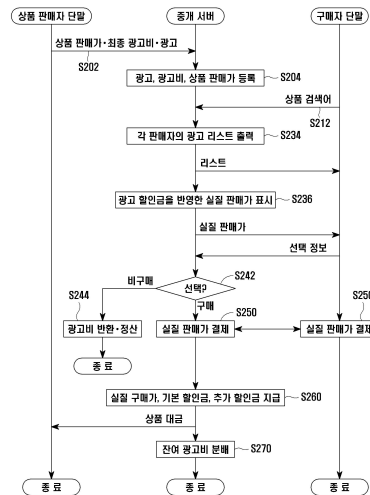 상품 판매자 단말
중개 서버
구매자 단말
상품 판매가·최종 광고비·광고
S202
광고, 광고비, 상품 판매가 등록
S204
상품 검색어
S212
각 판매자의 광고 리스트 출력
S234
리스트
광고 할인금을 반영한 실질 판매가 표시
S236
실질 판매가
선택 정보
선택?
S242
비구매
구매
S244
광고비 반환·정산
종 료
S250
실질 판매가 결제
S250
실질 판매가 결제
실질 구매가, 기본 할인금, 추가 할인금 지급
S260
상품 대금
잔여 광고비 분배
S270
종 료
종 료
종 료